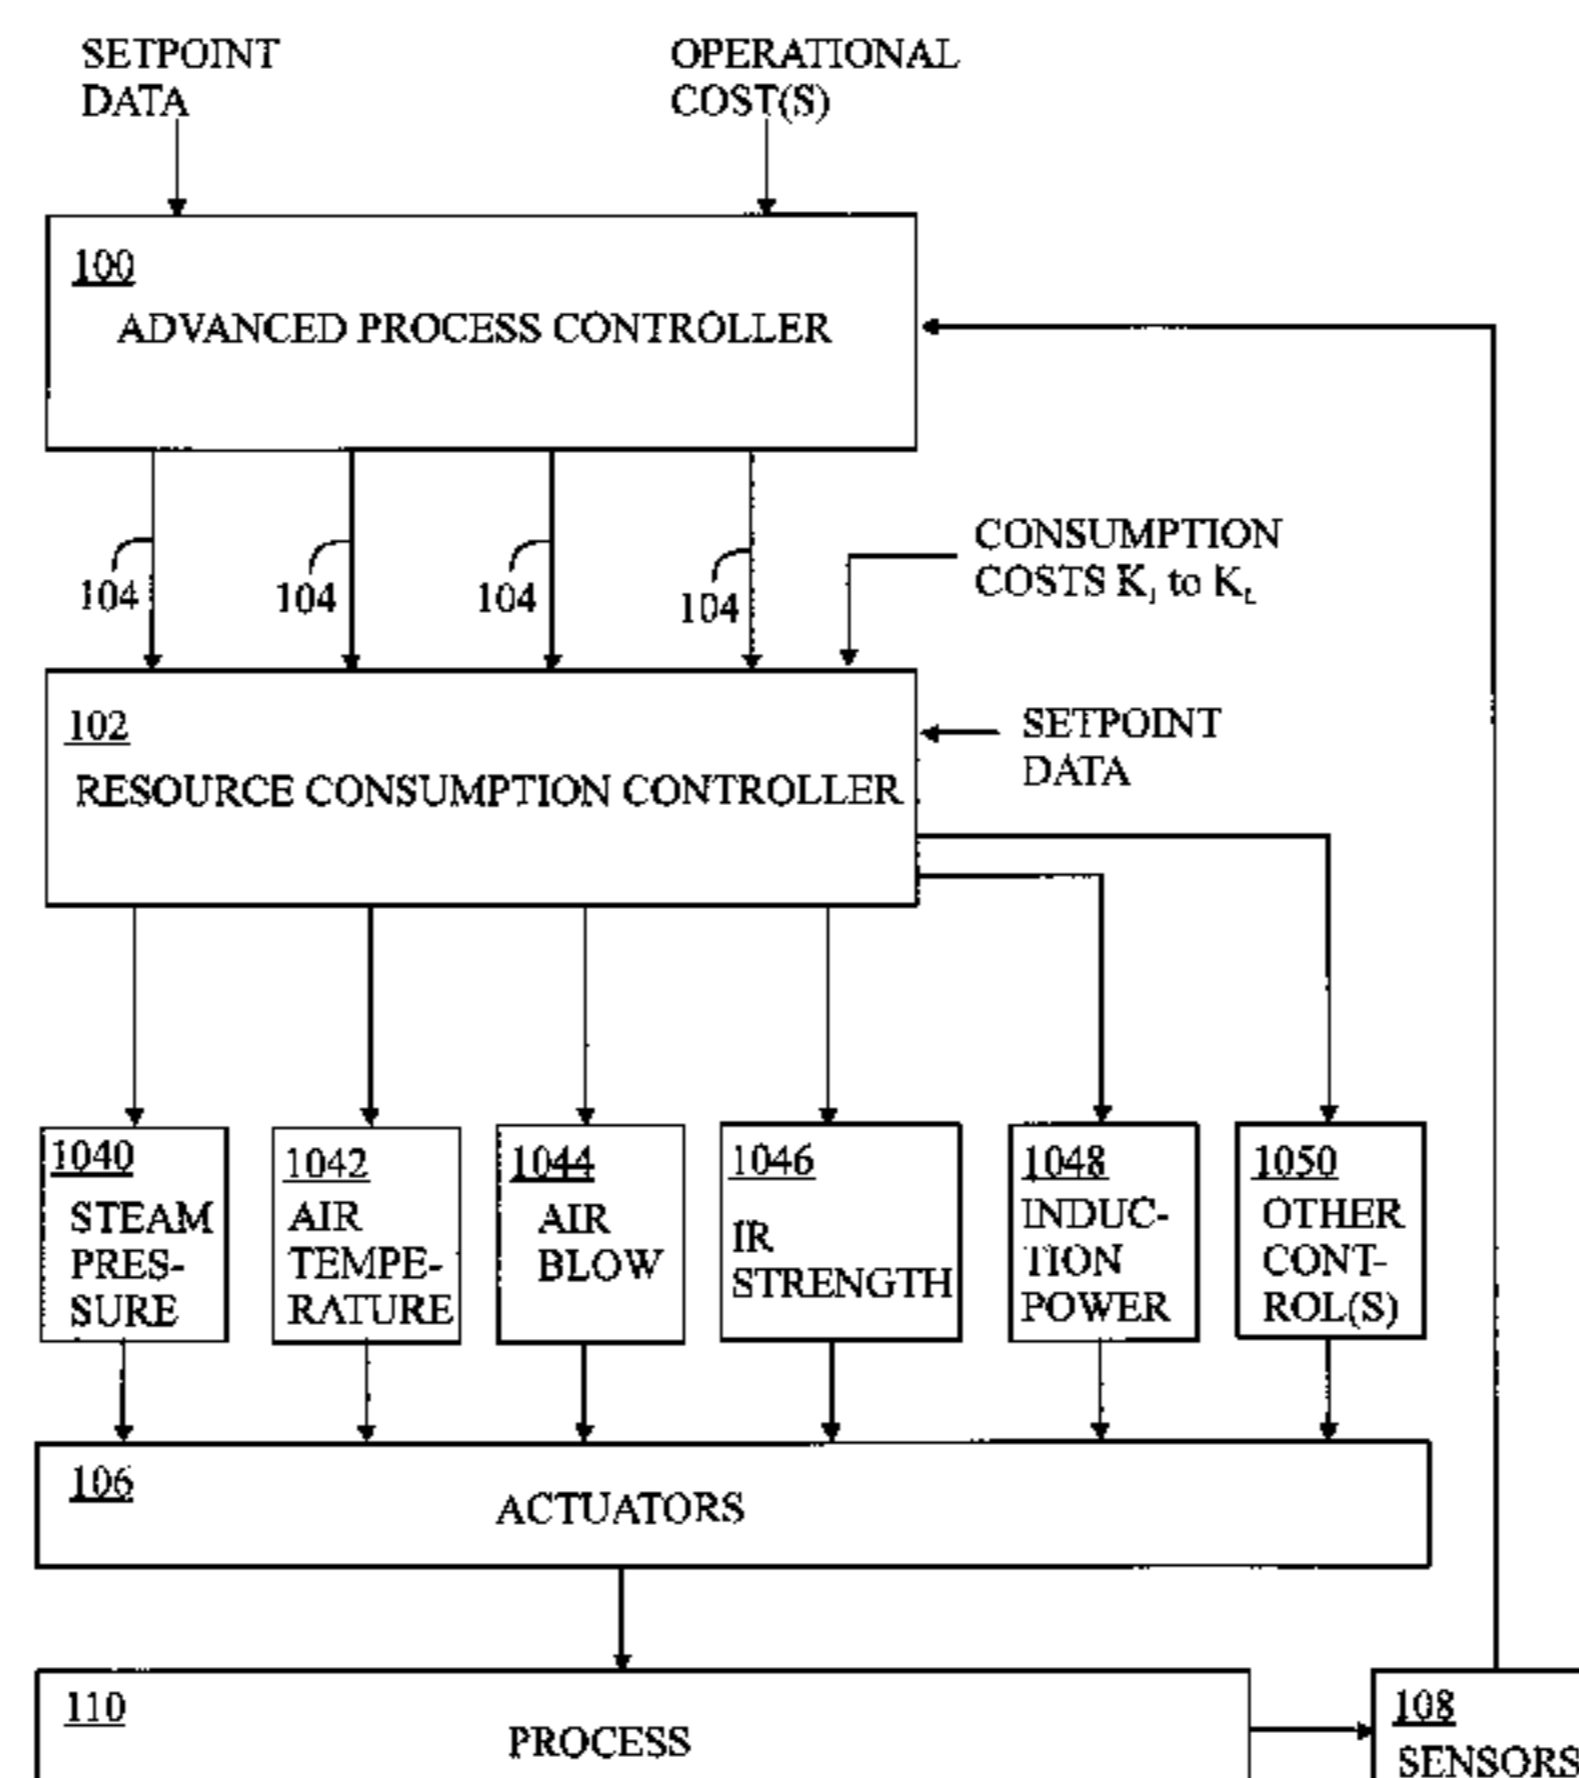 SETPOINT
DATA
OPERATIONAL
COST(S)
100
ADVANCED PROCESS CONTROLLER
104
104
104
104
CONSUMPTION
COSTS K₁ to K_L
102
RESOURCE CONSUMPTION CONTROLLER
SETPOINT
DATA
1040
STEAM
PRES-
SURE
1042
AIR
TEMPE-
RATURE
1044
AIR
BLOW
1046
IR
STRENGTH
1048
INDUC-
TION
POWER
1050
OTHER
CONT-
ROL(S)
106
ACTUATORS
110
PROCESS
108
SENSORS